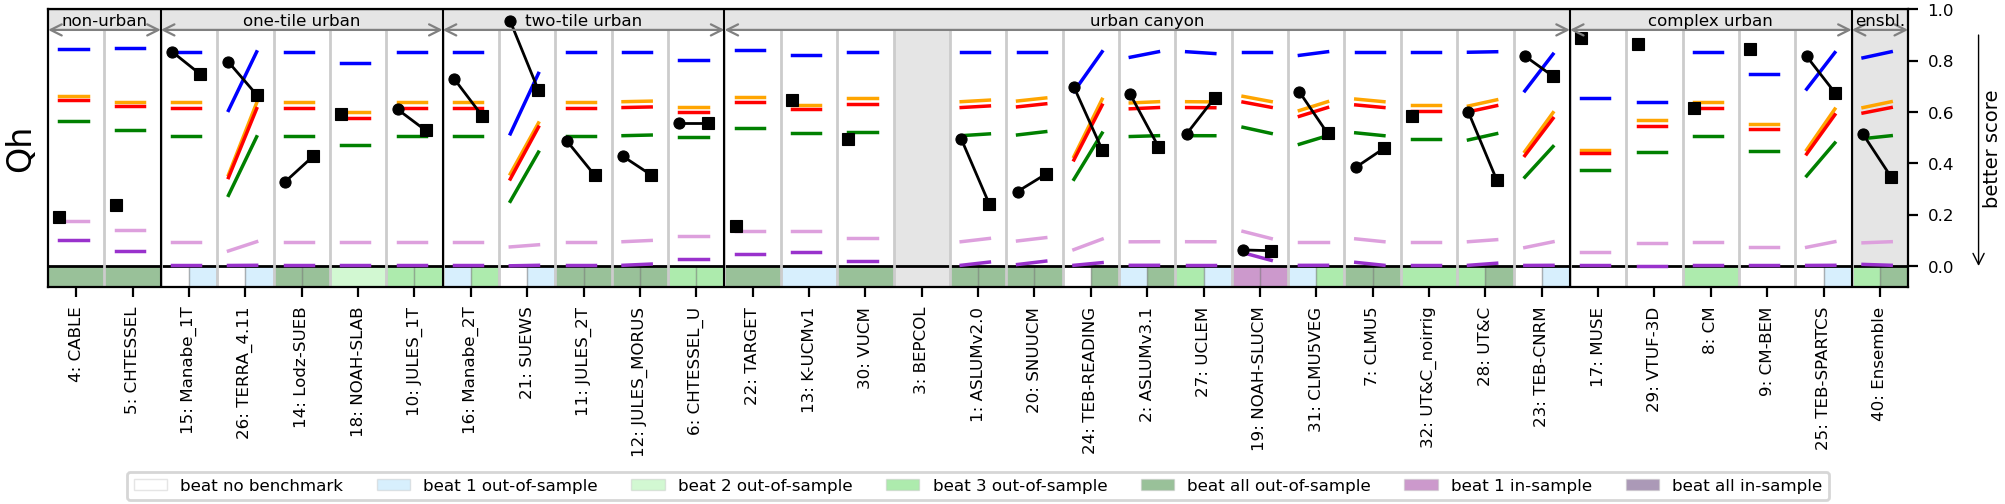 non-urban
one-tile urban
two-tile urban
urban canyon
complex urban
ensbl.
Qh
1.0
0.8
0.6
0.4
0.2
0.0
better score
4: CABLE
5: CHTESSEL
15: Manabe_1T
26: TERRA_4.11
14: Lodz-SUEB
18: NOAH-SLAB
10: JULES_1T
16: Manabe_2T
21: SUEWS
11: JULES_2T
12: JULES_MORUS
6: CHTESSEL_U
22: TARGET
13: K-UCMv1
30: VUCM
3: BEPCOL
1: ASLUMv2.0
20: SNUUCM
24: TEB-READING
2: ASLUMv3.1
27: UCLEM
19: NOAH-SLUCM
31: CLMU5VEG
7: CLMU5
32: UT&C_noirrig
28: UT&C
23: TEB-CNRM
17: MUSE
29: VTUF-3D
8: CM
9: CM-BEM
25: TEB-SPARTCS
40: Ensemble
beat no benchmark
beat 1 out-of-sample
beat 2 out-of-sample
beat 3 out-of-sample
beat all out-of-sample
beat 1 in-sample
beat all in-sample